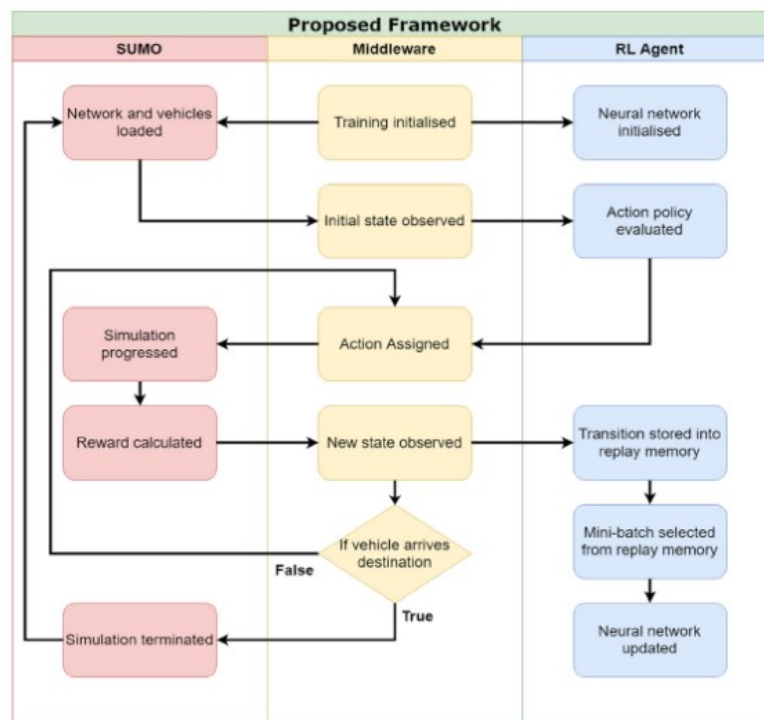 Proposed Framework
SUMO
Middleware
RL Agent
Network and vehicles
loaded
Training initialised
Neural network
initialised
Initial state observed
Action policy
evaluated
Simulation
progressed
Action Assigned
Reward calculated
New state observed
Transition stored into
replay memory
If vehicle arrives
destination
False
True
Mini-batch selected
from replay memory
Simulation terminated
Neural network
updated